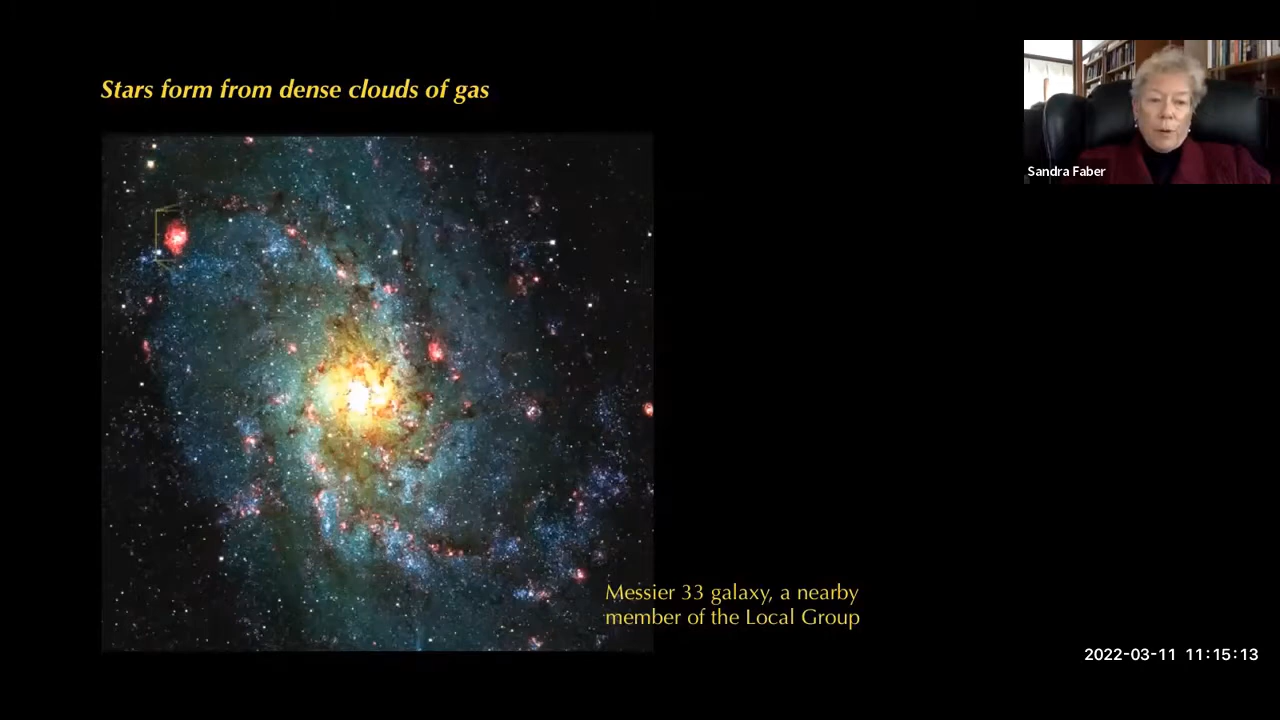 Stars form from dense clouds of gas
Sandra Faber
Messier 33 galaxy, a nearby
member of the Local Group
2022-03-11 11:15:13